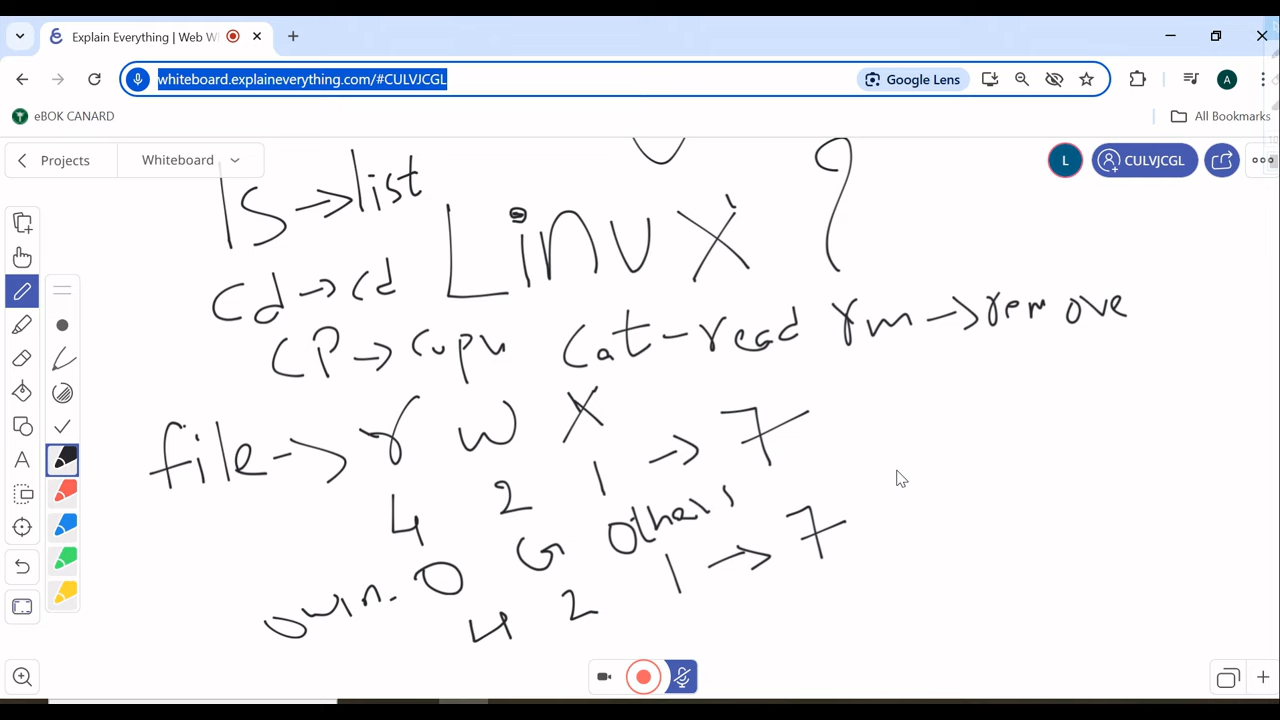 Explain Everything | Web W
whiteboard.explaineverything.com/#CULVJCGL
Google Lens
A
eBOK CANARD
All Bookmarks
Projects
Whiteboard
L
CULVJCGL
ls → list
Linux ?
cd → cd
CP → copy cat - read rm → remove
file -> r w x
4 2 1 → 7
own. O G others
4 2 1 → 7
A